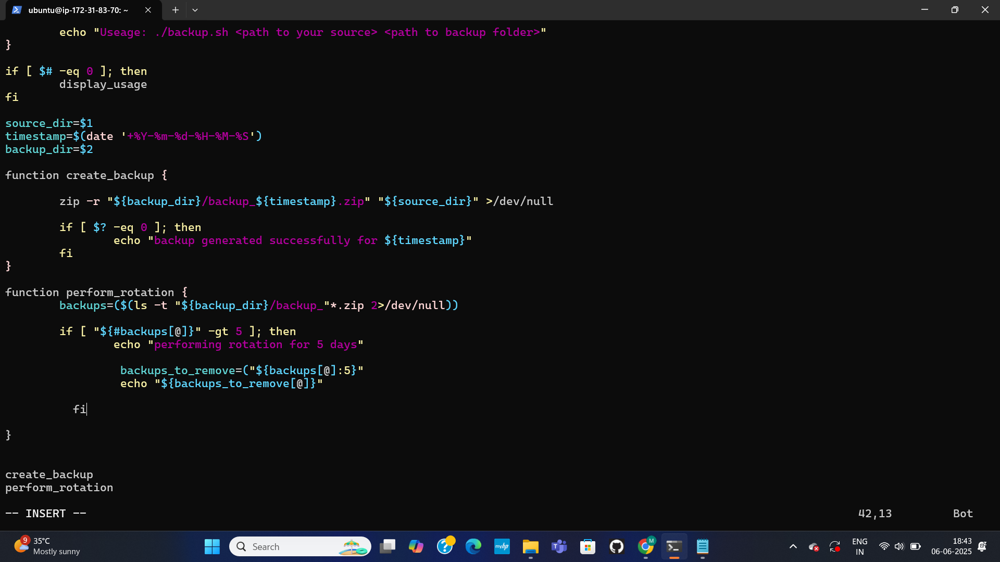 ubuntu@ip-172-31-83-70: ~
        echo "Useage: ./backup.sh <path to your source> <path to backup folder>"
}
if [ $# -eq 0 ]; then
        display_usage
fi
source_dir=$1
timestamp=$(date '+%Y-%m-%d-%H-%M-%S')
backup_dir=$2
function create_backup {
        zip -r "${backup_dir}/backup_${timestamp}.zip" "${source_dir}" >/dev/null
        if [ $? -eq 0 ]; then
                echo "backup generated successfully for ${timestamp}"
        fi
}
function perform_rotation {
        backups=($(ls -t "${backup_dir}/backup_"*.zip 2>/dev/null))
        if [ "${#backups[@]}" -gt 5 ]; then
                echo "performing rotation for 5 days"
                 backups_to_remove=("${backups[@]:5}"
                 echo "${backups_to_remove[@]}"
          fi
}
create_backup
perform_rotation
-- INSERT --                    42,13         Bot
9
35°C
Mostly sunny
Search
myhp
M
ENG
IN
18:43
06-06-2025